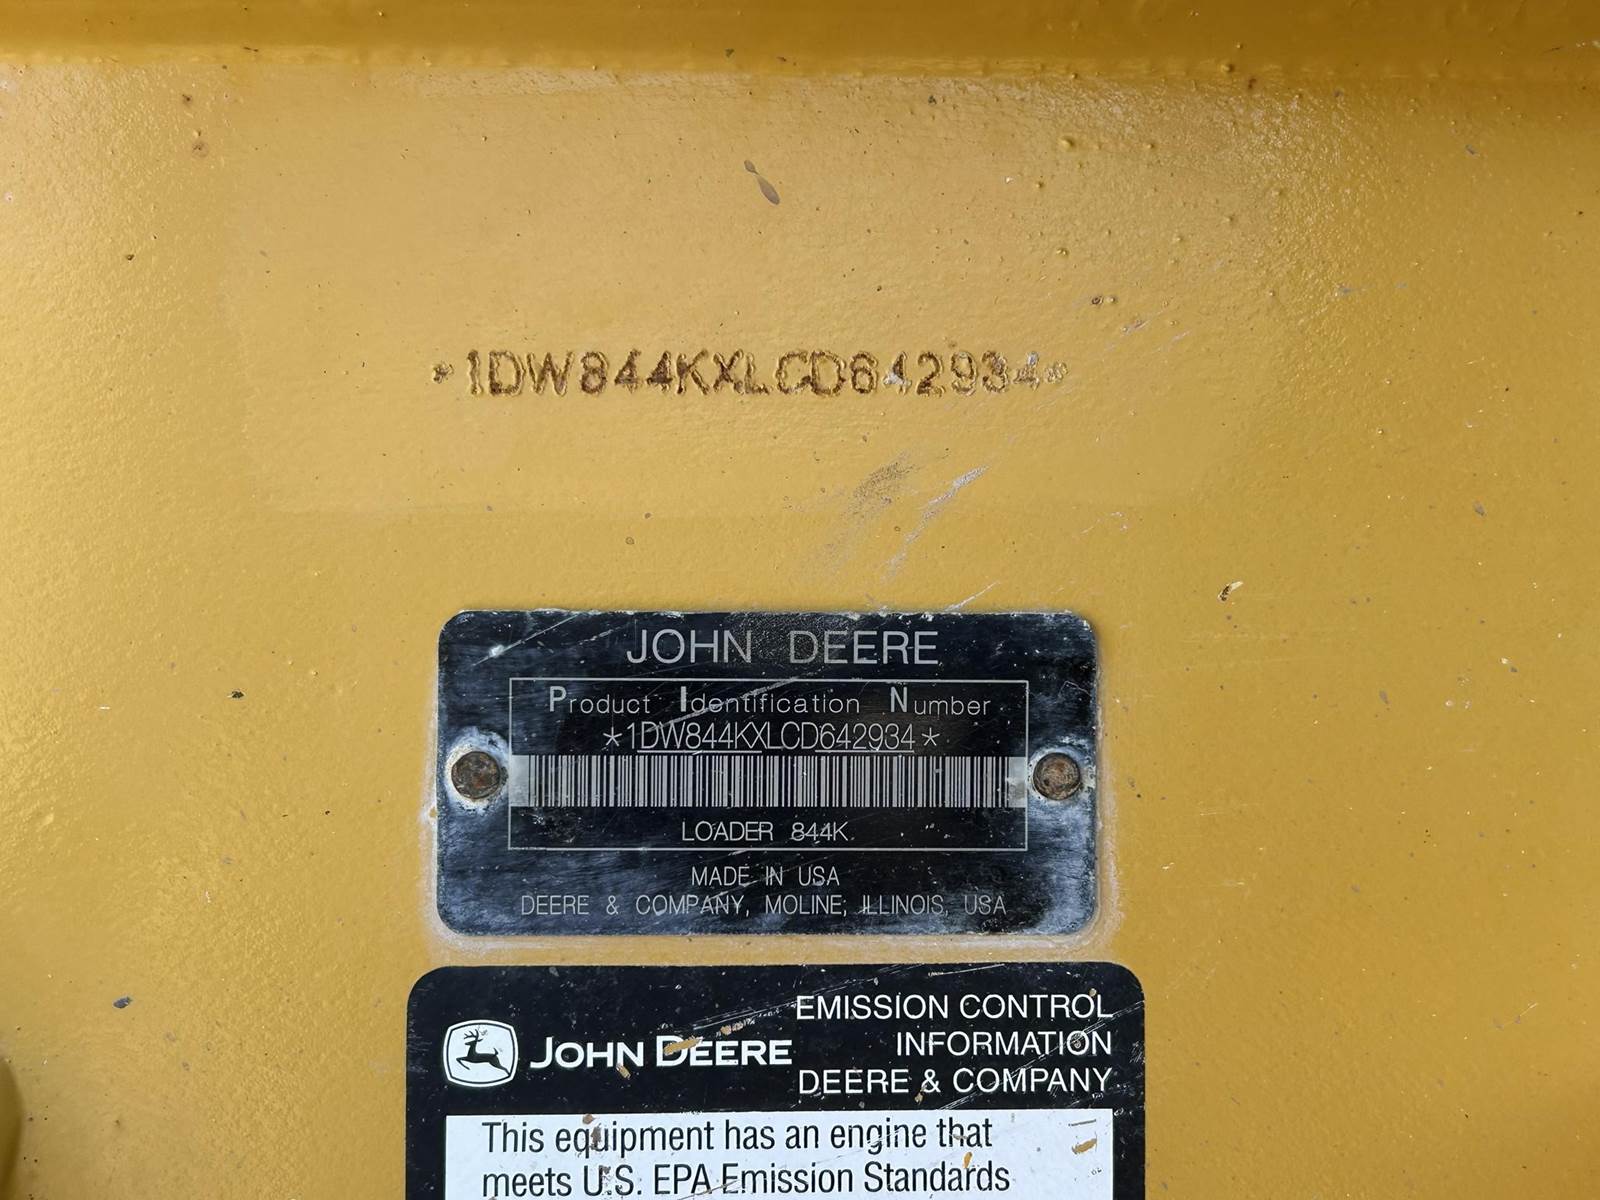 *1DW844KXLCD642934*
JOHN DEERE
Product Identification Number
*1DW844KXLCD642934*
LOADER 844K
MADE IN USA
DEERE & COMPANY, MOLINE, ILLINOIS, USA
JOHN DEERE
EMISSION CONTROL
INFORMATION
DEERE & COMPANY
This equipment has an engine that
meets U.S. EPA Emission Standards